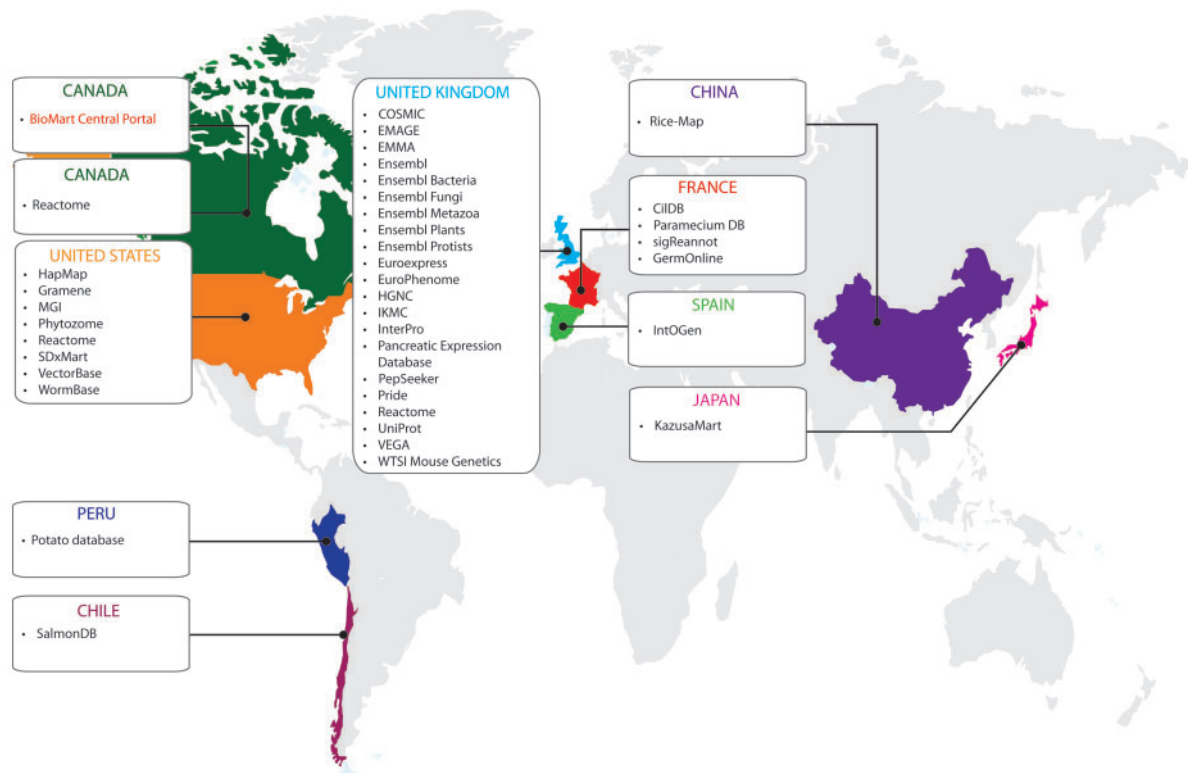 CANADA
• BioMart Central Portal
CANADA
• Reactome
UNITED STATES
• HapMap
• Gramene
• MGI
• Phytozome
• Reactome
• SDxMart
• VectorBase
• WormBase
UNITED KINGDOM
• COSMIC
• EMAGE
• EMMA
• Ensembl
• Ensembl Bacteria
• Ensembl Fungi
• Ensembl Metazoa
• Ensembl Plants
• Ensembl Protists
• Euroexpress
• EuroPhenome
• HGNC
• IKMC
• InterPro
• Pancreatic Expression
Database
• PepSeeker
• Pride
• Reactome
• UniProt
• VEGA
• WTSI Mouse Genetics
CHINA
• Rice-Map
FRANCE
• CilDB
• Paramecium DB
• sigReannot
• GermOnline
SPAIN
• IntOGen
JAPAN
• KazusaMart
PERU
• Potato database
CHILE
• SalmonDB